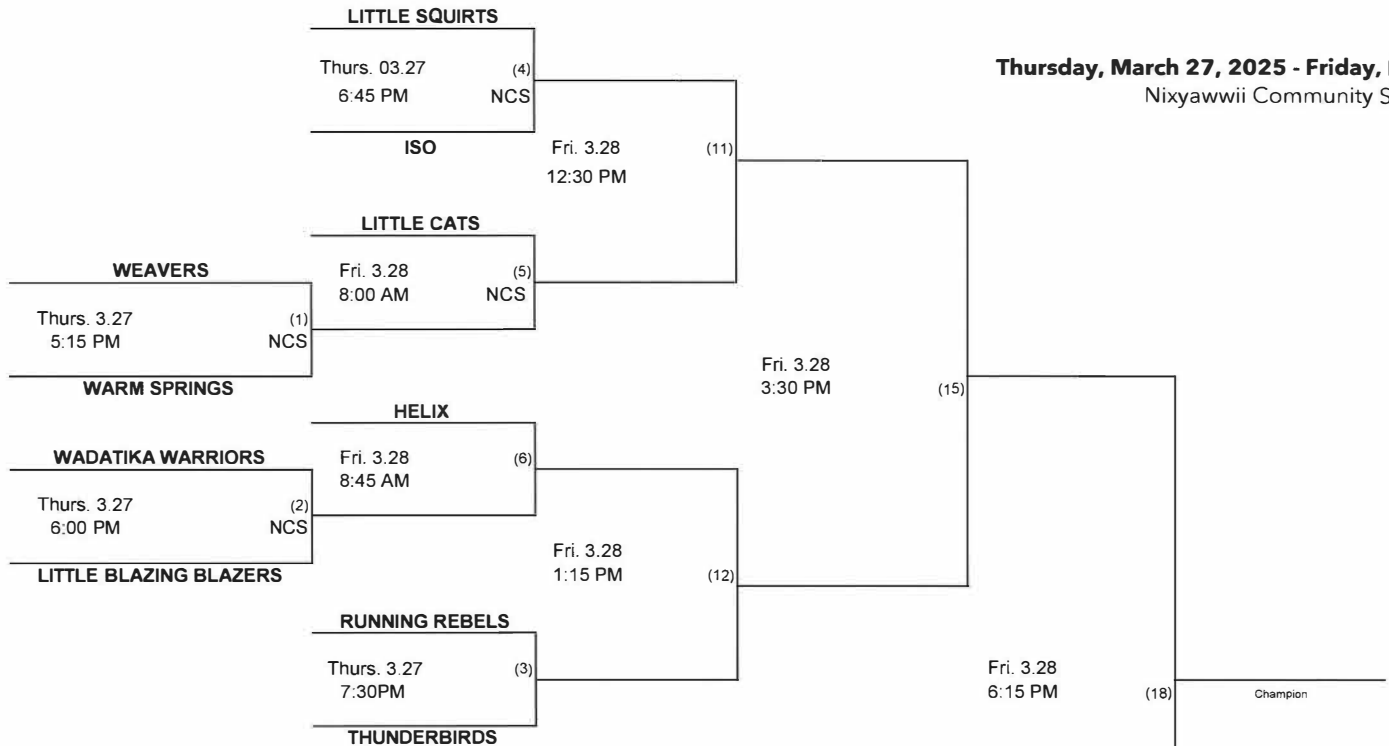 LITTLE SQUIRTS
Thurs. 03.27 (4)
6:45 PM NCS
ISO
Thursday, March 27, 2025 - Friday,
Nixyawwii Community S
Fri. 3.28 (11)
12:30 PM
LITTLE CATS
Fri. 3.28 (5)
8:00 AM NCS
WEAVERS
Thurs. 3.27 (1)
5:15 PM NCS
WARM SPRINGS
Fri. 3.28
3:30 PM (15)
HELIX
Fri. 3.28 (6)
8:45 AM
WADATIKA WARRIORS
Thurs. 3.27 (2)
6:00 PM NCS
LITTLE BLAZING BLAZERS
Fri. 3.28
1:15 PM (12)
RUNNING REBELS
Thurs. 3.27 (3)
7:30PM
THUNDERBIRDS
Fri. 3.28
6:15 PM (18)
Champion